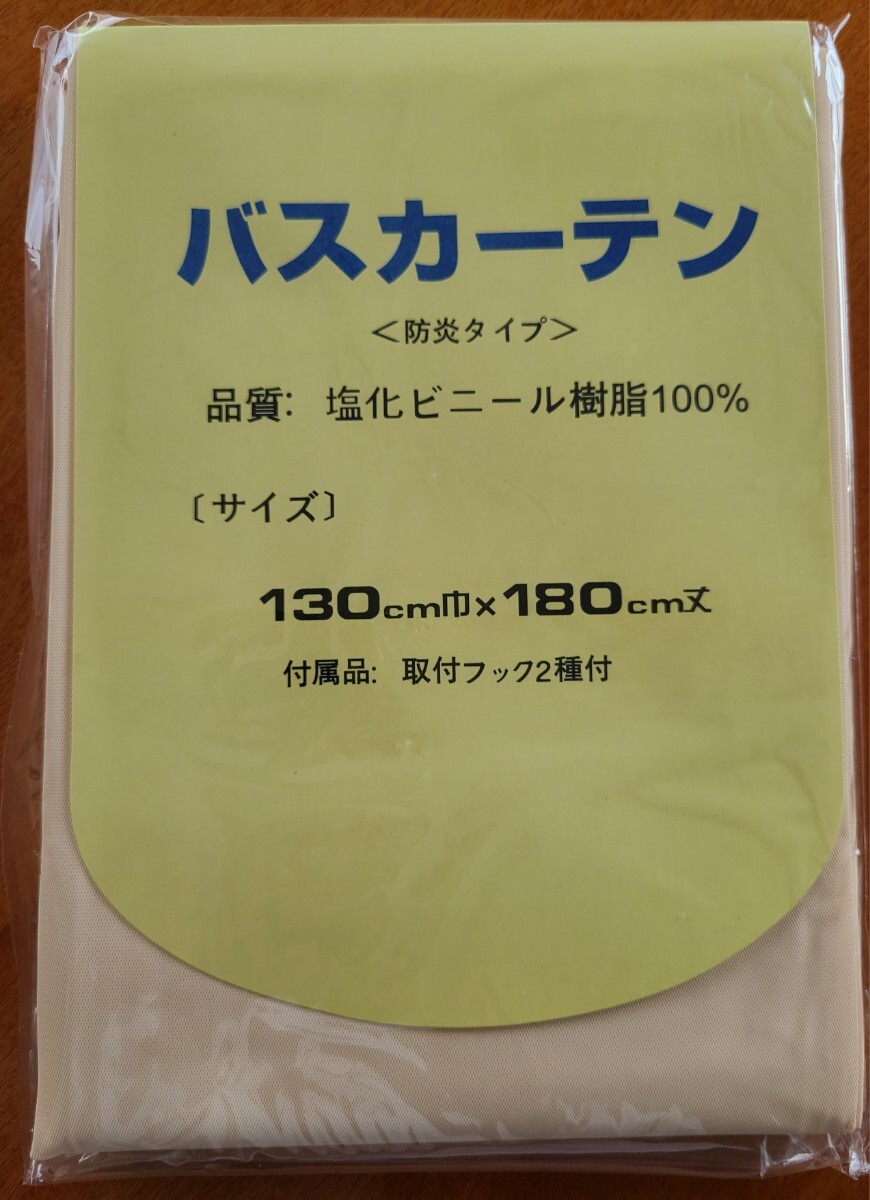 バスカーテン
＜防炎タイプ＞
品質: 塩化ビニール樹脂100%
〔サイズ〕
130cm巾×180cm丈
付属品: 取付フック2種付